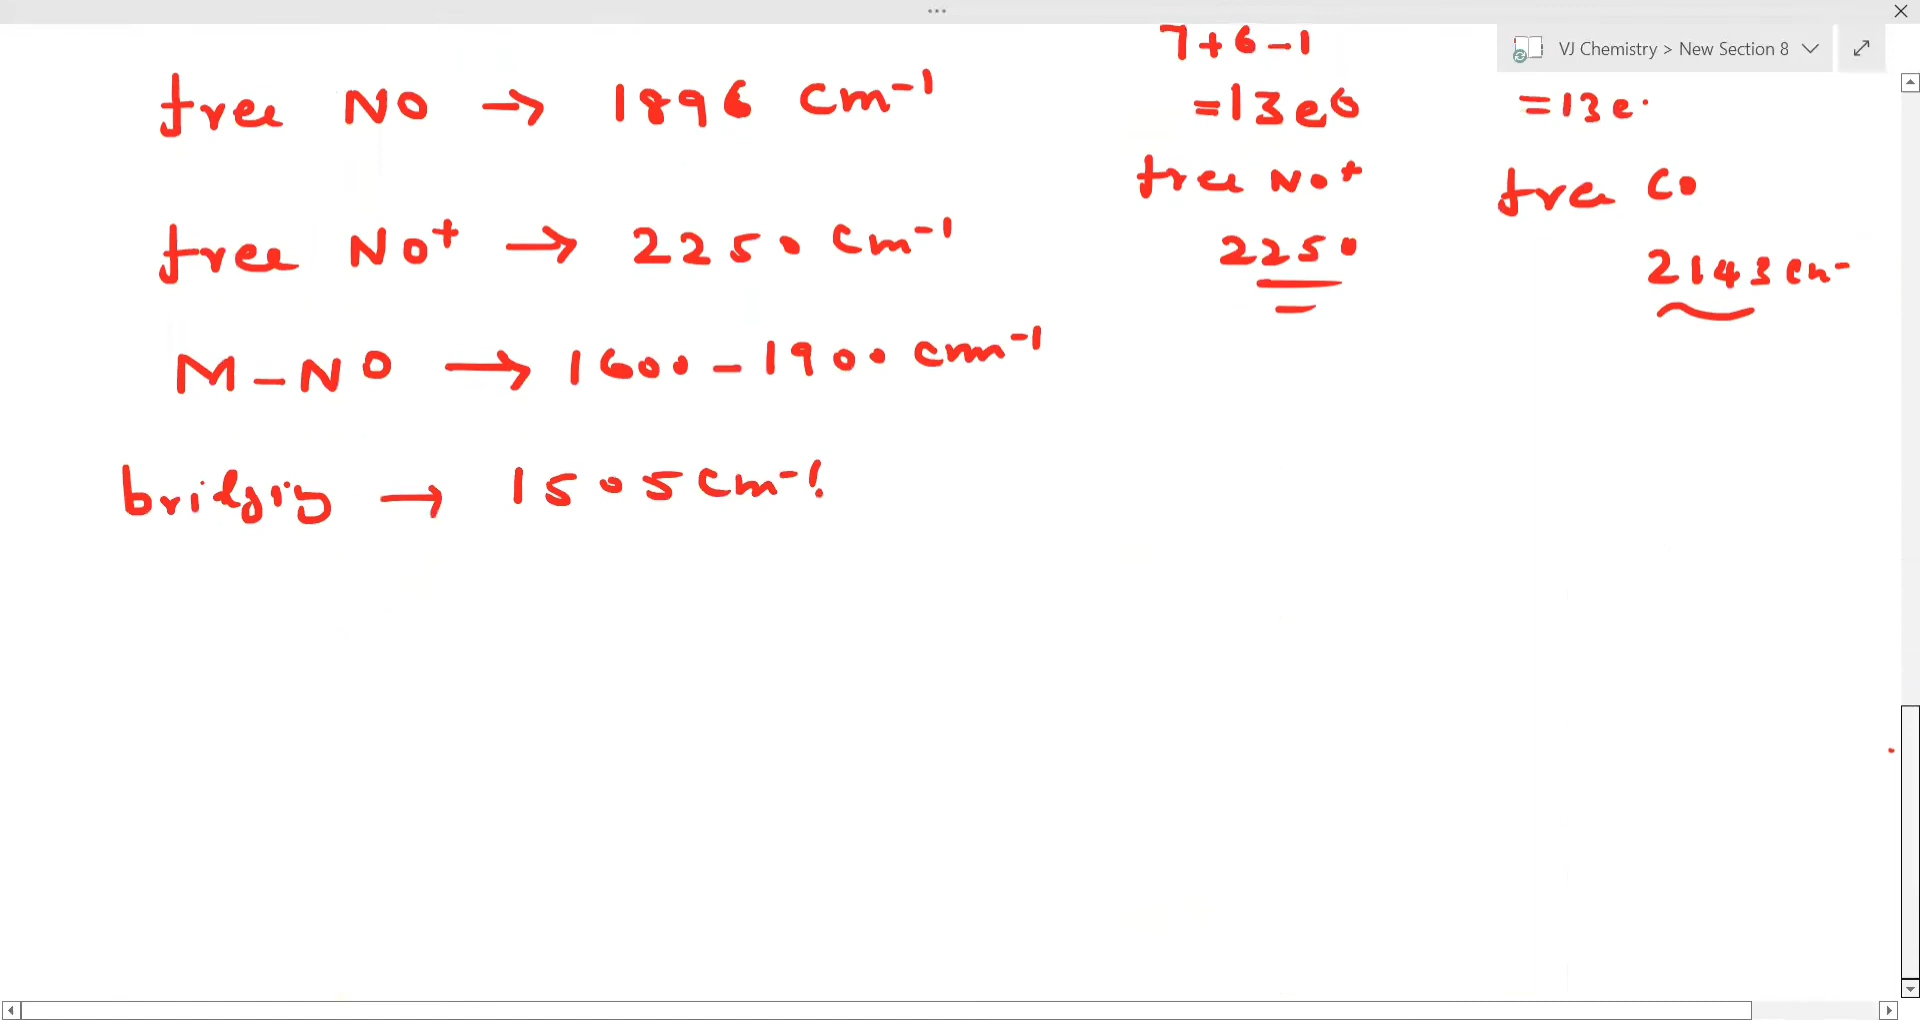 VJ Chemistry > New Section 8
free NO → 1896 cm⁻¹
free NO⁺ → 2250 cm⁻¹
M-NO → 1600-1900 cm⁻¹
bridging → 1505 cm⁻¹
7+6-1
=13e⁰
free NO⁺
2250
=13e.
free CO
2143 cm-